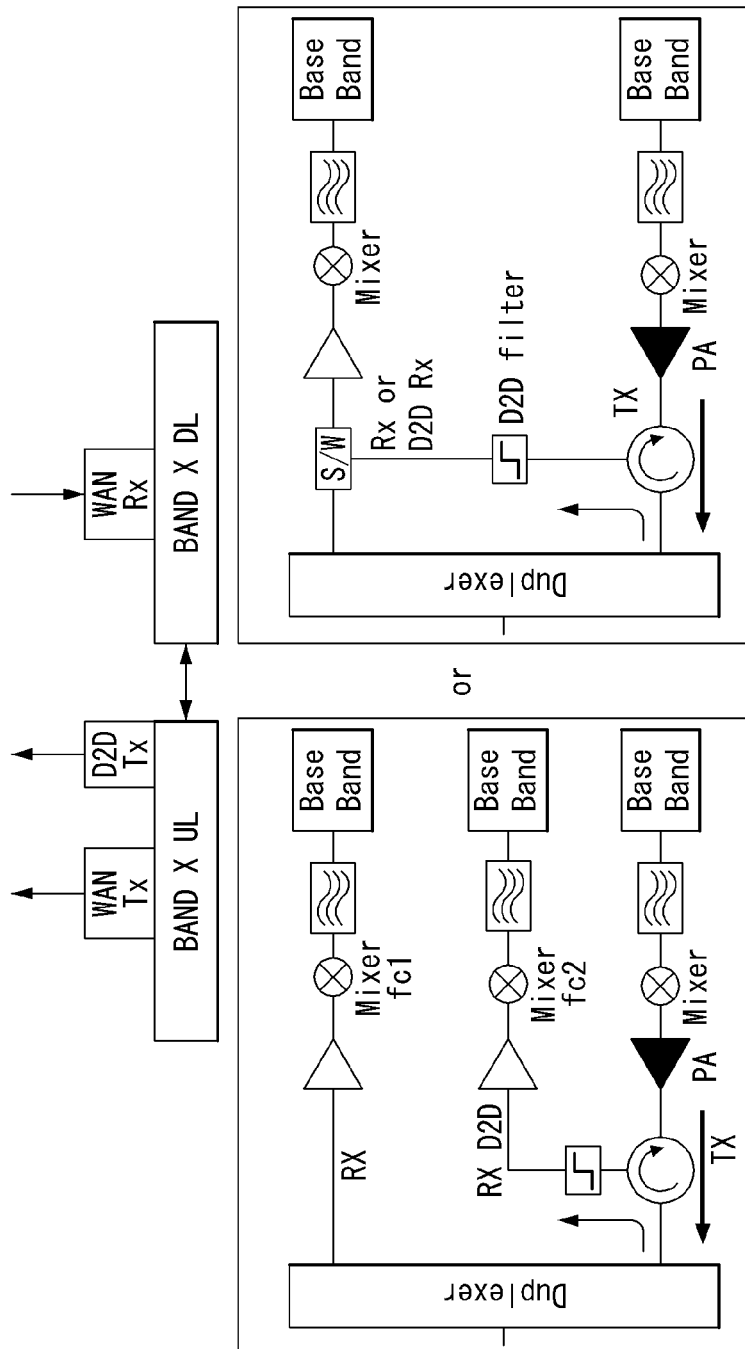 WAN
Tx
D2D
Tx
BAND X UL
WAN
Rx
BAND X DL
Duplexer
RX
Mixer
fc1
Base
Band
RX D2D
Mixer
fc2
Base
Band
TX
PA
Mixer
Base
Band
or
Duplexer
S/W
Mixer
Base
Band
Rx or
D2D Rx
D2D filter
TX
PA
Mixer
Base
Band